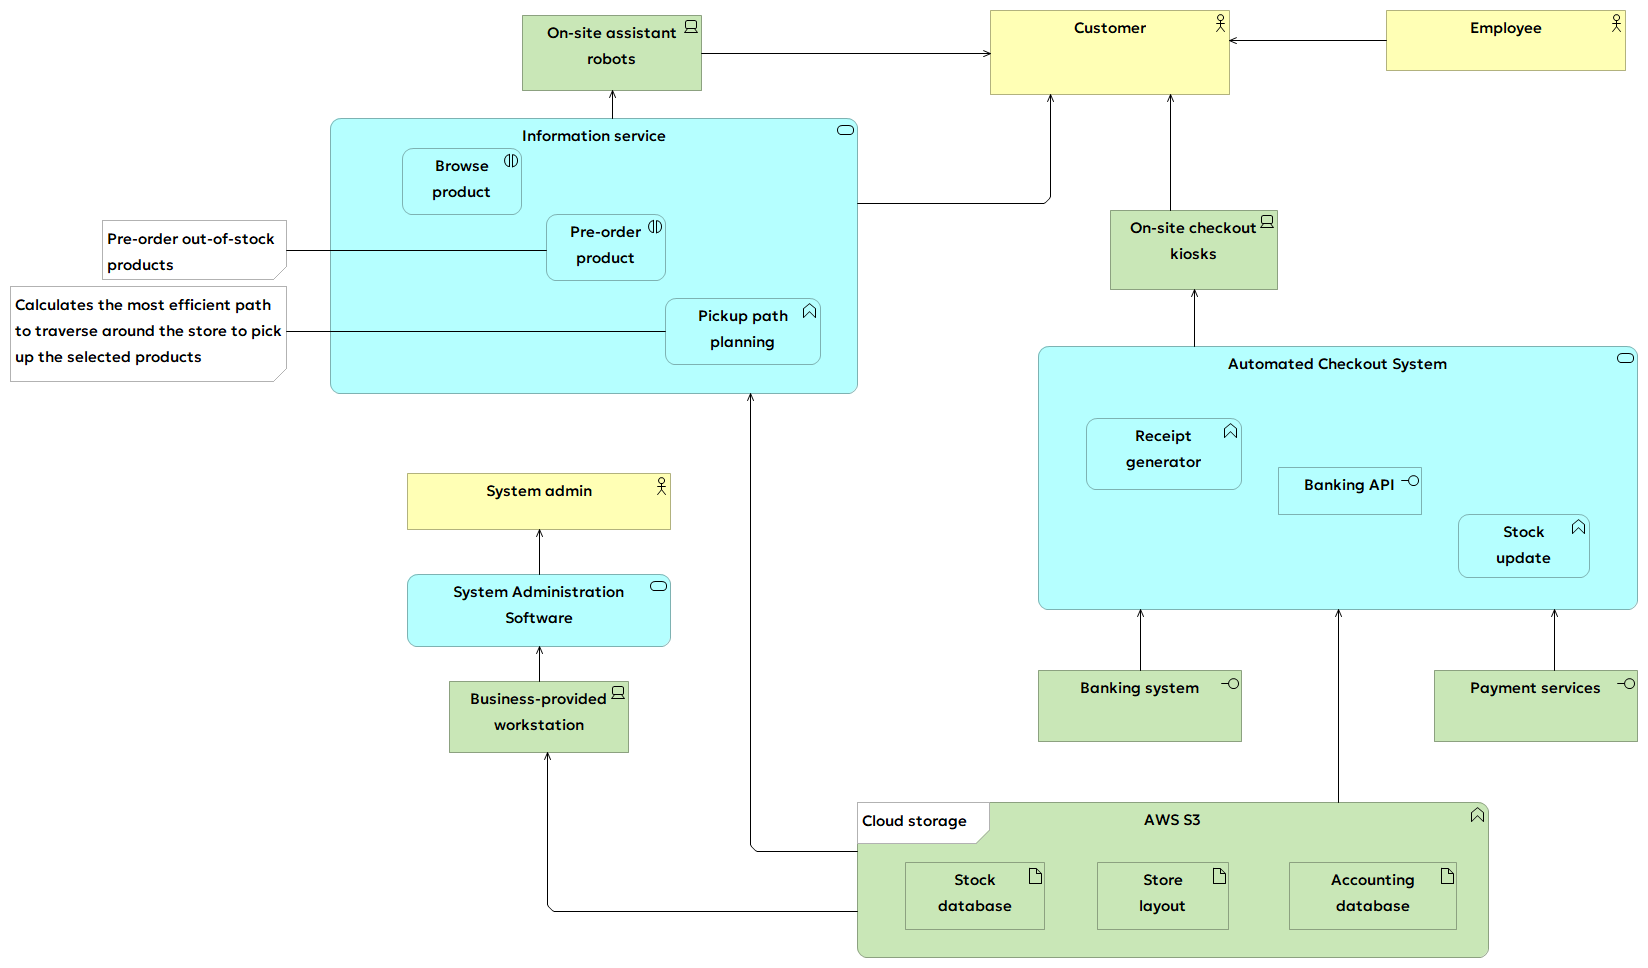 On-site assistant
robots
Customer
Employee
Information service
Browse
product
Pre-order
product
Pickup path
planning
Pre-order out-of-stock
products
Calculates the most efficient path
to traverse around the store to pick
up the selected products
On-site checkout
kiosks
Automated Checkout System
Receipt
generator
Banking API
Stock
update
System admin
System Administration
Software
Business-provided
workstation
Banking system
Payment services
Cloud storage
AWS S3
Stock
database
Store
layout
Accounting
database